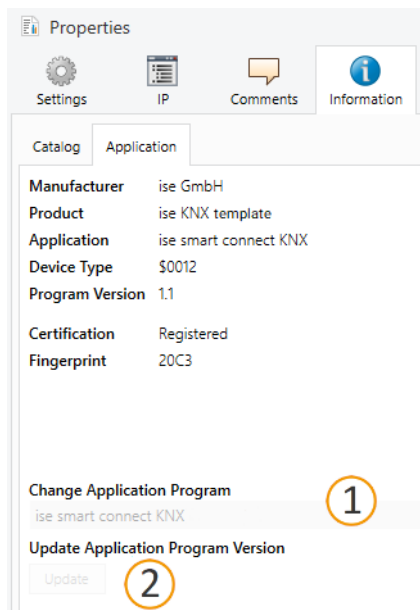 Properties
Settings IP Comments Information
Catalog Application
Manufacturer ise GmbH
Product ise KNX template
Application ise smart connect KNX
Device Type $0012
Program Version 1.1
Certification Registered
Fingerprint 20C3
Change Application Program
ise smart connect KNX
1
Update Application Program Version
Update
2